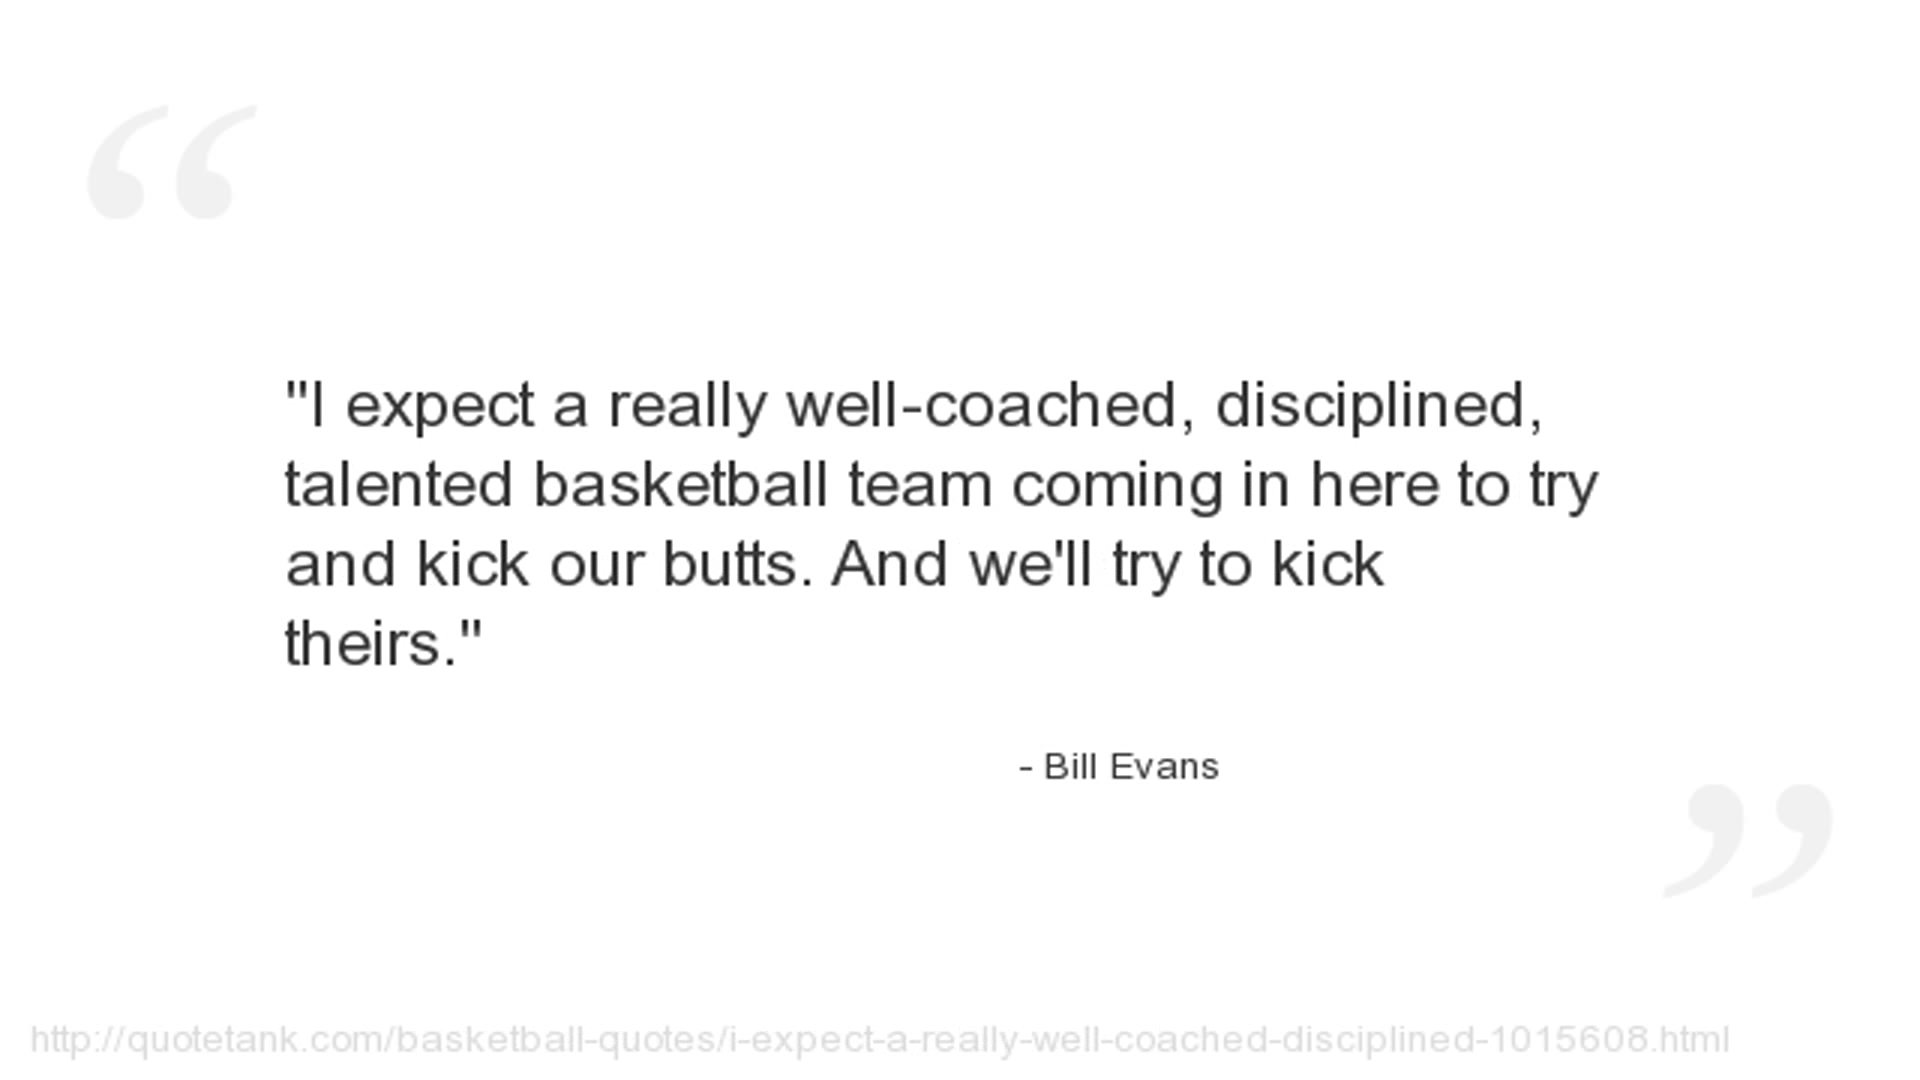 "I expect a really well-coached, disciplined,
talented basketball team coming in here to try
and kick our butts. And we'll try to kick
theirs."
- Bill Evans
http://quotetank.com/basketball-quotes/i-expect-a-really-well-coached-disciplined-1015608.html